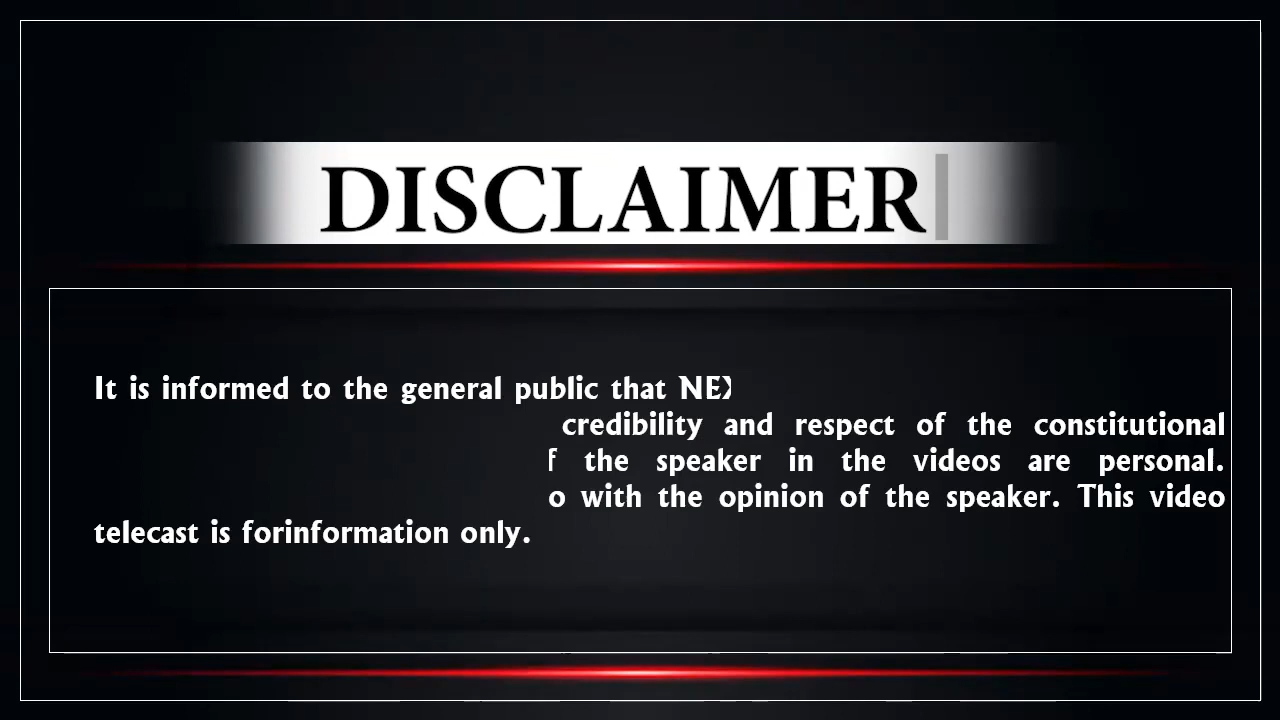 DISCLAIMER
It is informed to the general public that
credibility and respect of the constitutional
the speaker in the videos are personal.
with the opinion of the speaker. This video
telecast is forinformation only.